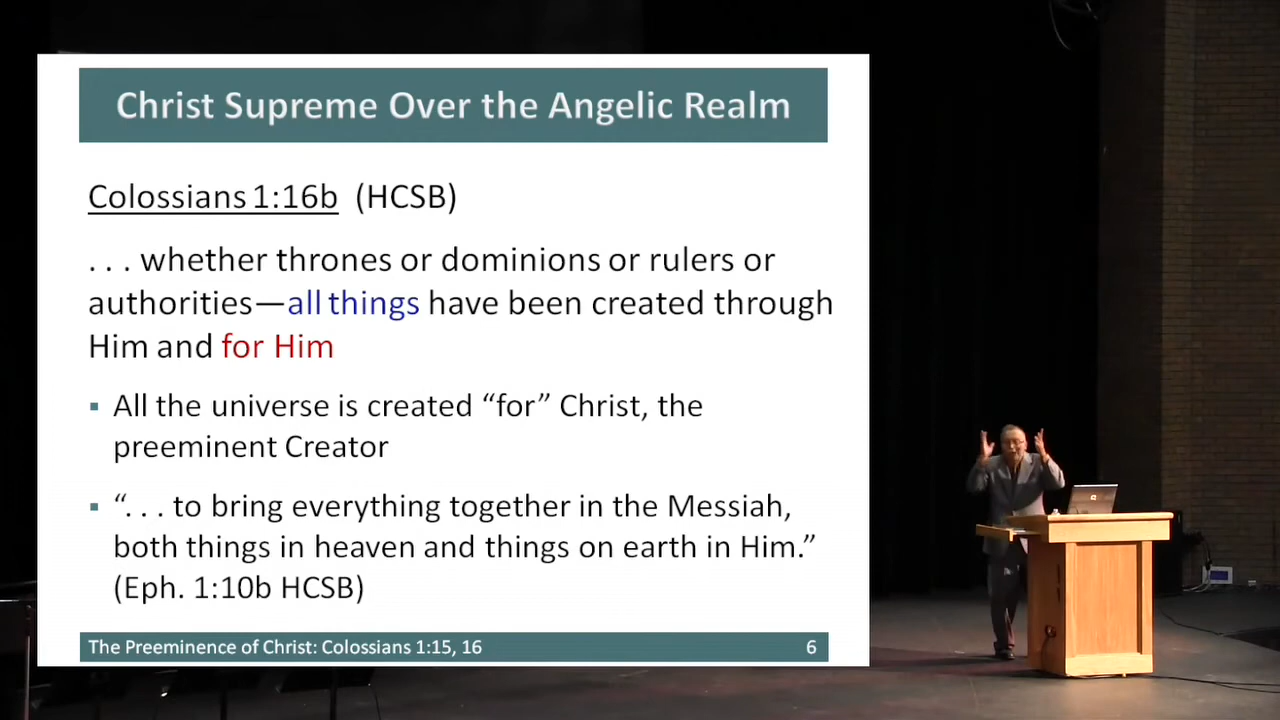 Christ Supreme Over the Angelic Realm
Colossians 1:16b (HCSB)
. . . whether thrones or dominions or rulers or
authorities—all things have been created through
Him and for Him
▪ All the universe is created “for” Christ, the
preeminent Creator
▪ “. . . to bring everything together in the Messiah,
both things in heaven and things on earth in Him.”
(Eph. 1:10b HCSB)
The Preeminence of Christ: Colossians 1:15, 16 6